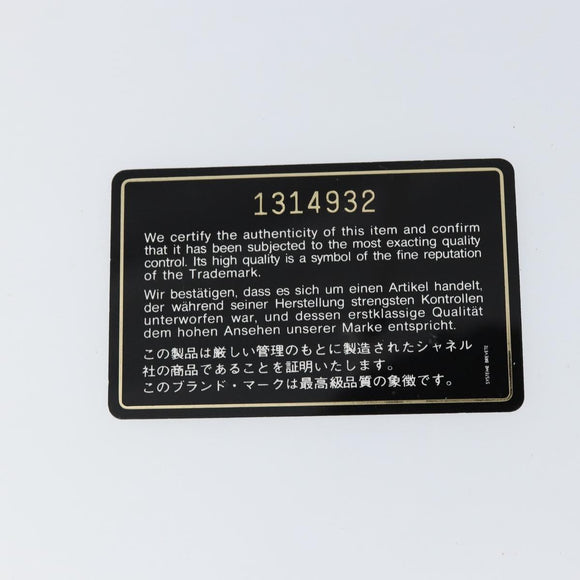 1314932
We certify the authenticity of this item and confirm
that it has been subjected to the most exacting quality
control. Its high quality is a symbol of the fine reputation
of the Trademark.
Wir bestätigen, dass es sich um einen Artikel handelt,
der während seiner Herstellung strengsten Kontrollen
unterworfen war, und dessen erstklassige Qualität
dem hohen Ansehen unserer Marke entspricht.
この製品は厳しい管理のもとに製造されたシャネル
社の商品であることを証明いたします。
このブランド・マークは最高級品質の象徴です。
SYSTEME BREVETE